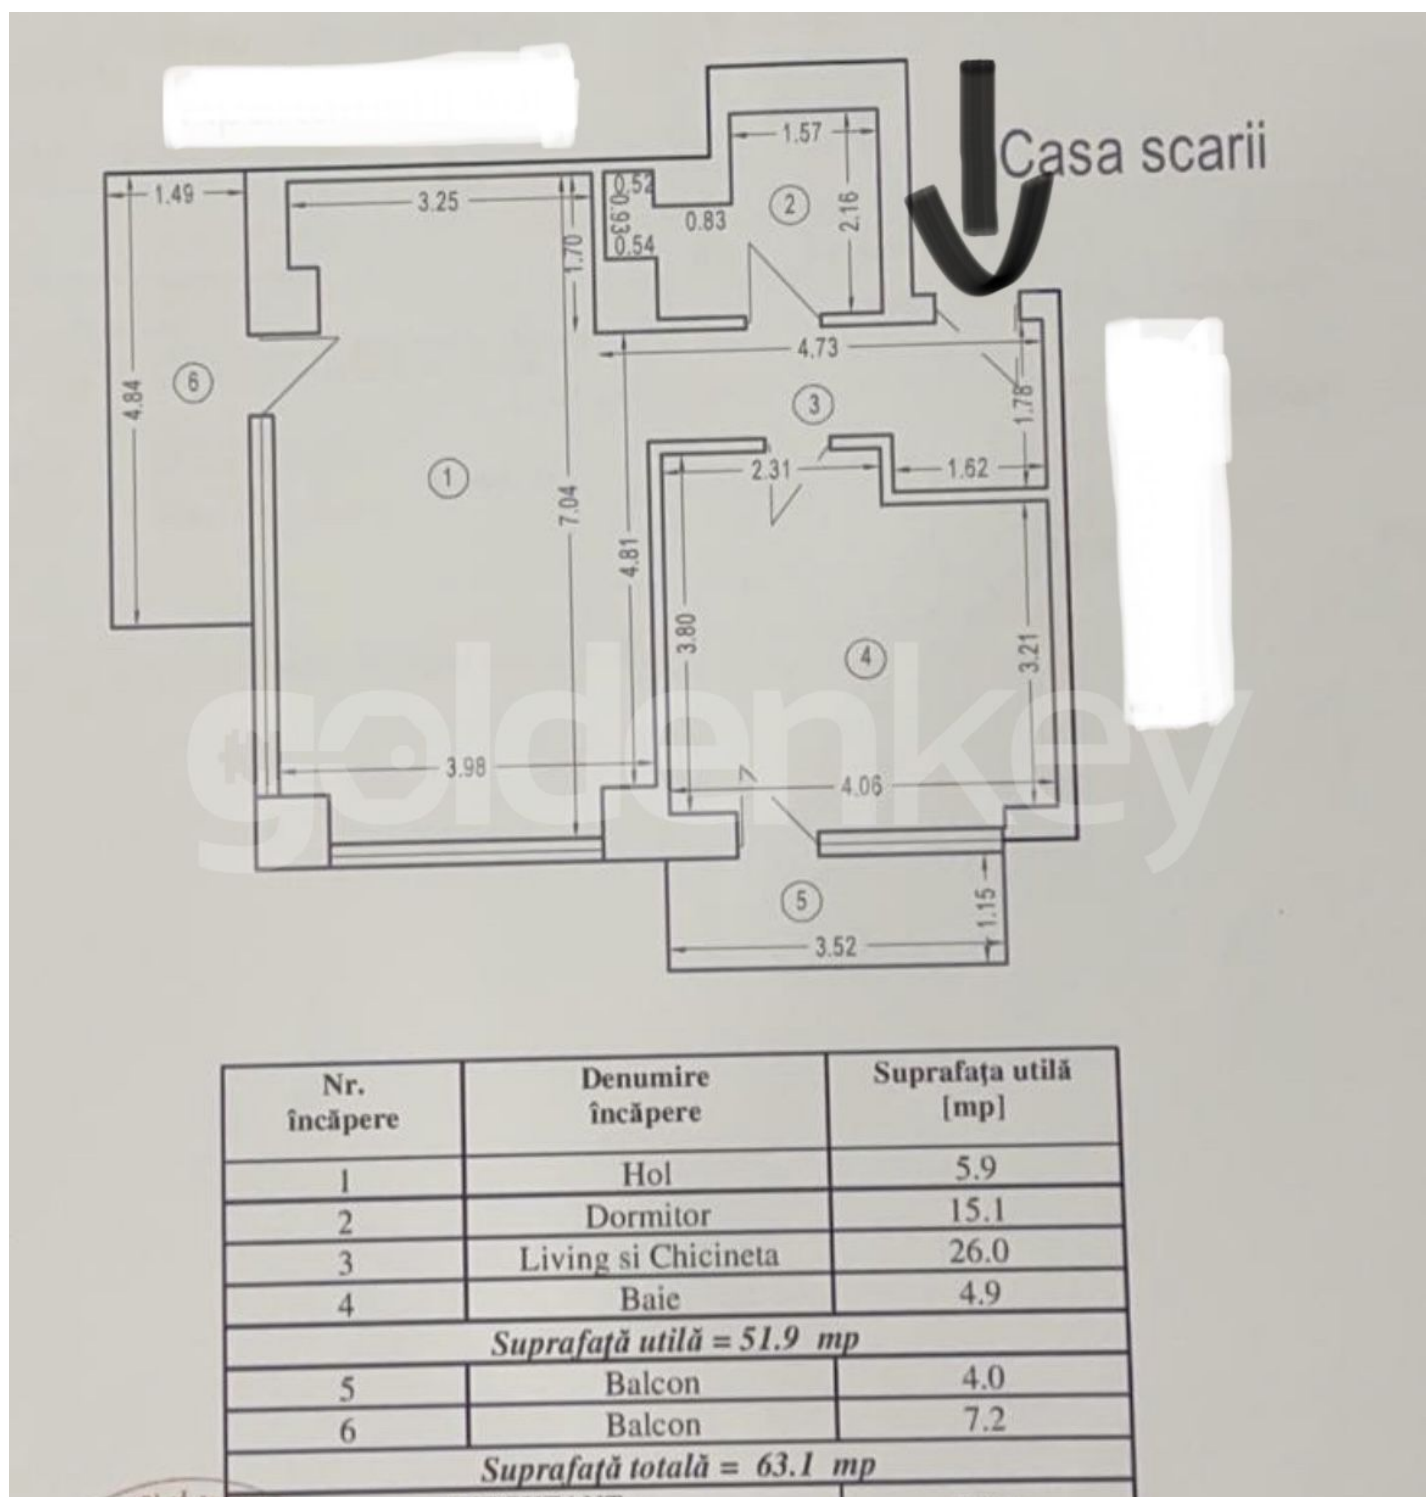 Casa scarii
1.57
1.49
3.25
0.52
0.93
0.54
0.83
2
2.16
1.70
4.73
6
4.84
3
1.78
1
2.31
1.62
7.04
4.81
3.80
4
3.21
goldenkey
3.98
4.06
5
1.15
3.52
Nr. încăpere
Denumire încăpere
Suprafața utilă [mp]
1 Hol 5.9
2 Dormitor 15.1
3 Living si Chicineta 26.0
4 Baie 4.9
Suprafață utilă = 51.9 mp
5 Balcon 4.0
6 Balcon 7.2
Suprafață totală = 63.1 mp